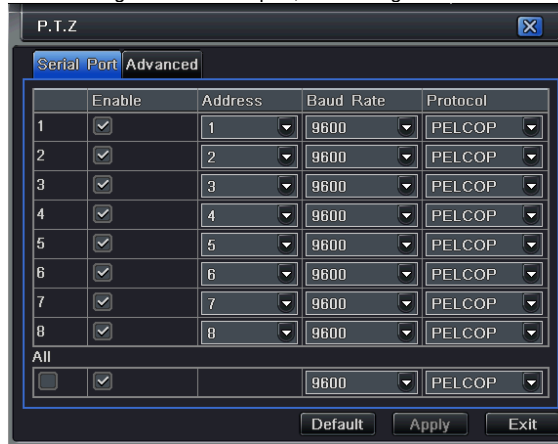 P.T.Z
Serial Port Advanced
Enable Address Baud Rate Protocol
1 1 9600 PELCOP
2 2 9600 PELCOP
3 3 9600 PELCOP
4 4 9600 PELCOP
5 5 9600 PELCOP
6 6 9600 PELCOP
7 7 9600 PELCOP
8 8 9600 PELCOP
All
9600 PELCOP
Default Apply Exit